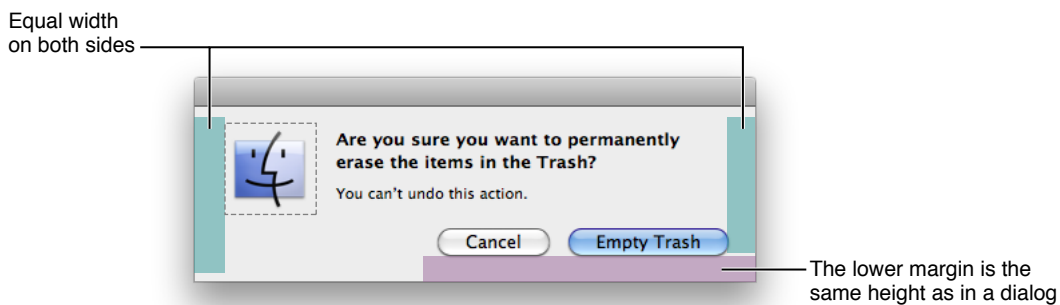 Equal width
on both sides
Are you sure you want to permanently
erase the items in the Trash?
You can't undo this action.
Cancel
Empty Trash
The lower margin is the
same height as in a dialog